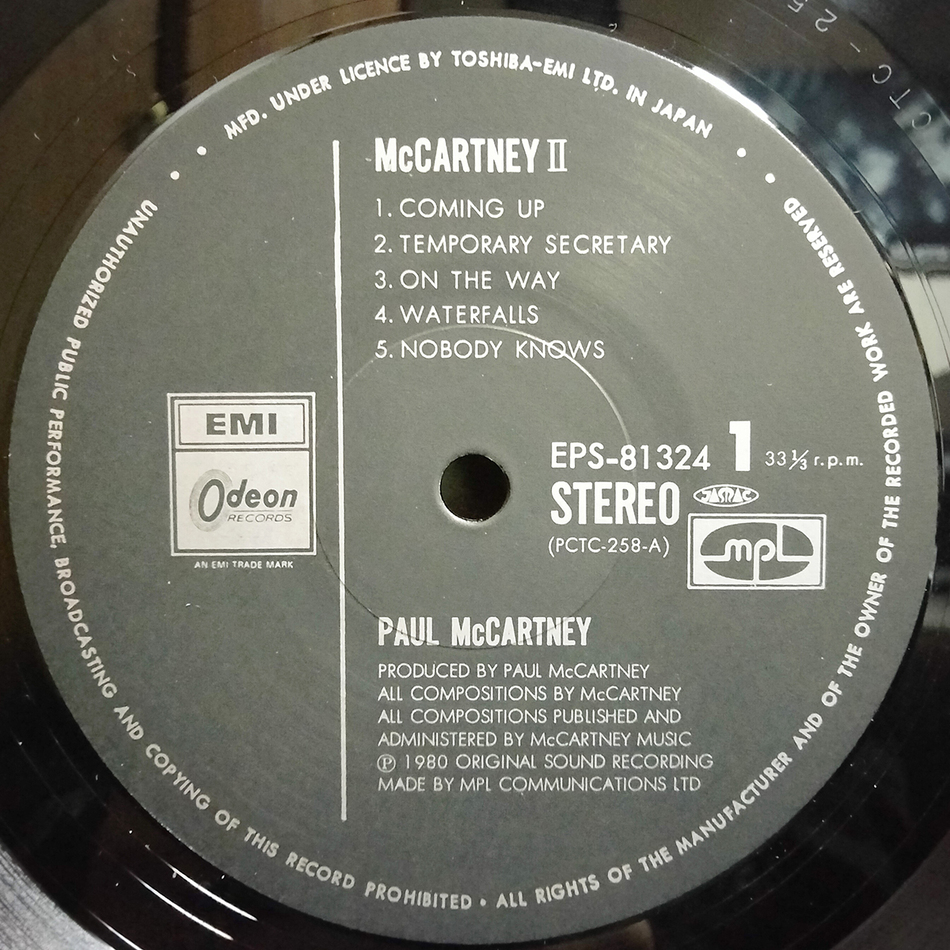 MFD. UNDER LICENCE BY TOSHIBA-EMI LTD. IN JAPAN
McCARTNEY II
1. COMING UP
2. TEMPORARY SECRETARY
3. ON THE WAY
4. WATERFALLS
5. NOBODY KNOWS
EMI
Odeon
RECORDS
AN EMI TRADE MARK
EPS-81324 1 33⅓ r.p.m.
STEREO JASRAC
(PCTC-258-A)
mpl
PAUL McCARTNEY
PRODUCED BY PAUL McCARTNEY
ALL COMPOSITIONS BY McCARTNEY
ALL COMPOSITIONS PUBLISHED AND
ADMINISTERED BY McCARTNEY MUSIC
Ⓟ 1980 ORIGINAL SOUND RECORDING
MADE BY MPL COMMUNICATIONS LTD
UNAUTHORIZED PUBLIC PERFORMANCE, BROADCASTING AND COPYING OF THIS RECORD PROHIBITED • ALL RIGHTS OF THE MANUFACTURER AND OF THE OWNER OF THE RECORDED WORK ARE RESERVED